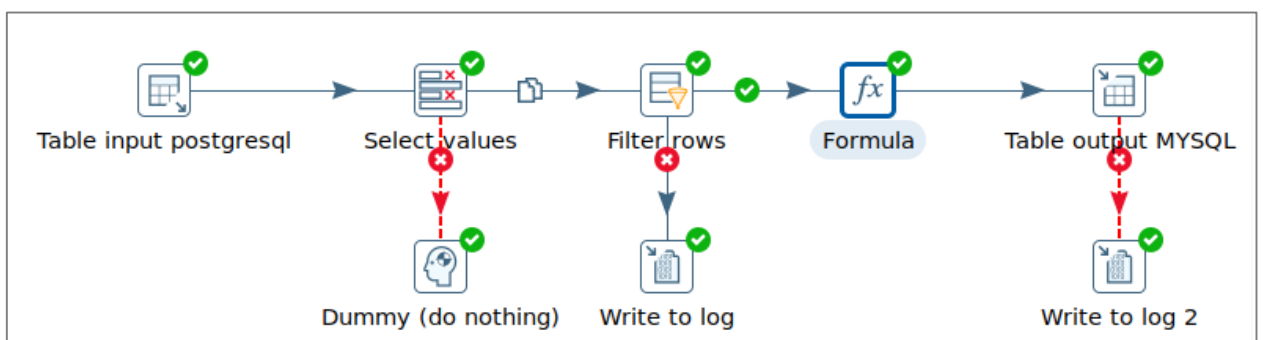 fx
Table input postgresql
Select values
Filter rows
Formula
Table output MYSQL
Dummy (do nothing)
Write to log
Write to log 2